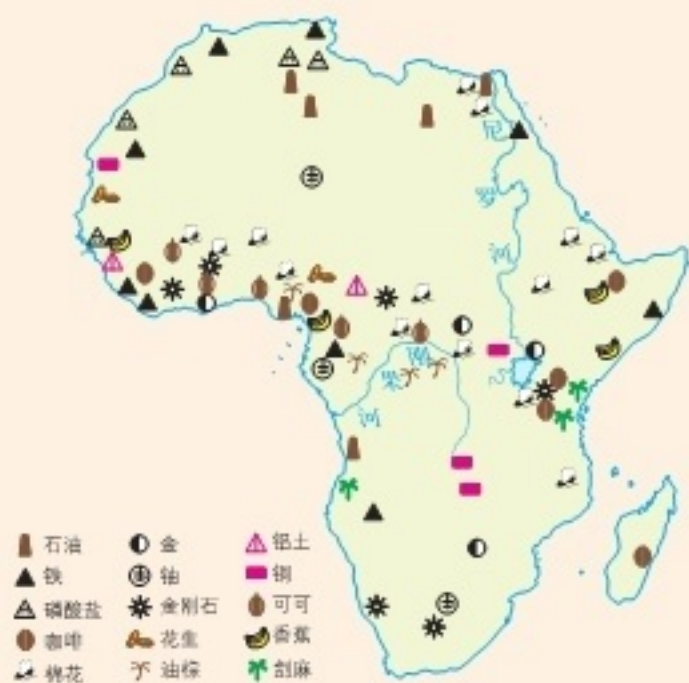 尼
罗
河
刚
果
河
石油 金 铝土
铁 铀 铜
磷酸盐 金刚石 可可
咖啡 花生 香蕉
棉花 油棕 剑麻